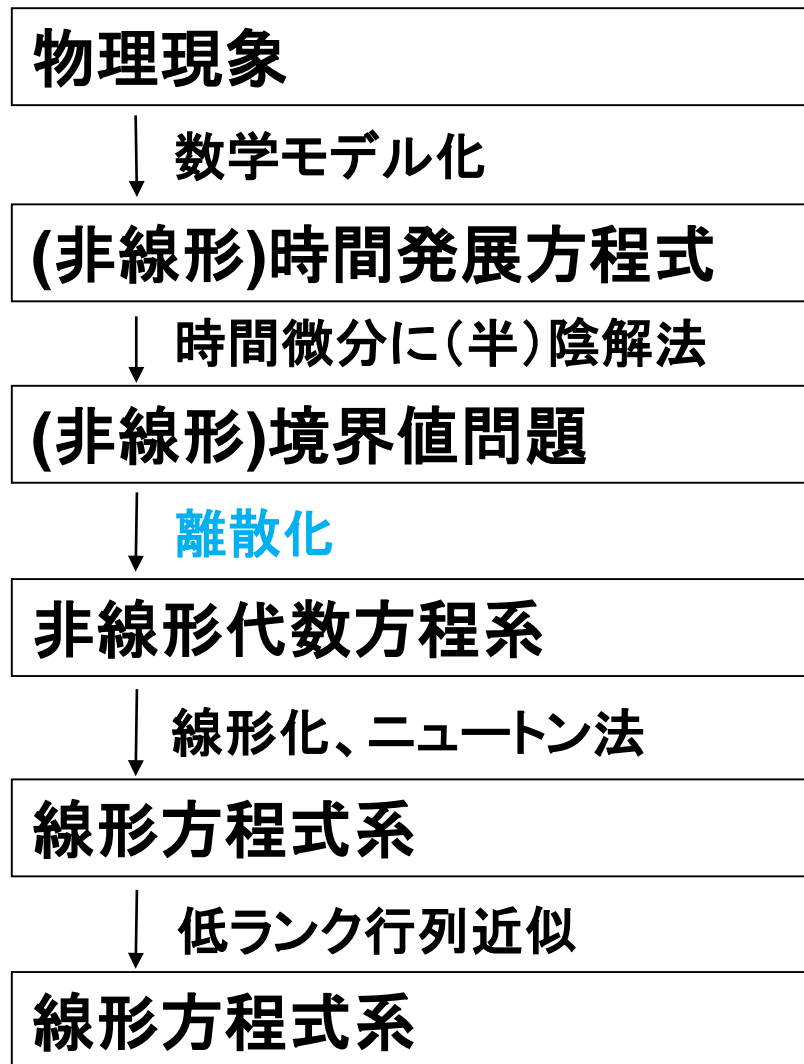 物理現象
数学モデル化
(非線形)時間発展方程式
時間微分に（半）陰解法
(非線形)境界値問題
離散化
非線形代数方程系
線形化、ニュートン法
線形方程式系
低ランク行列近似
線形方程式系